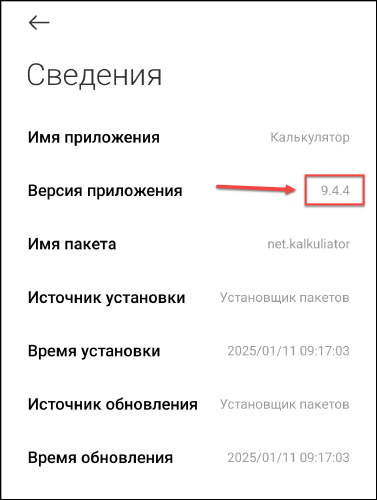 Сведения
Имя приложения Калькулятор
Версия приложения 9.4.4
Имя пакета net.kalkuliator
Источник установки Установщик пакетов
Время установки 2025/01/11 09:17:03
Источник обновления Установщик пакетов
Время обновления 2025/01/11 09:17:03